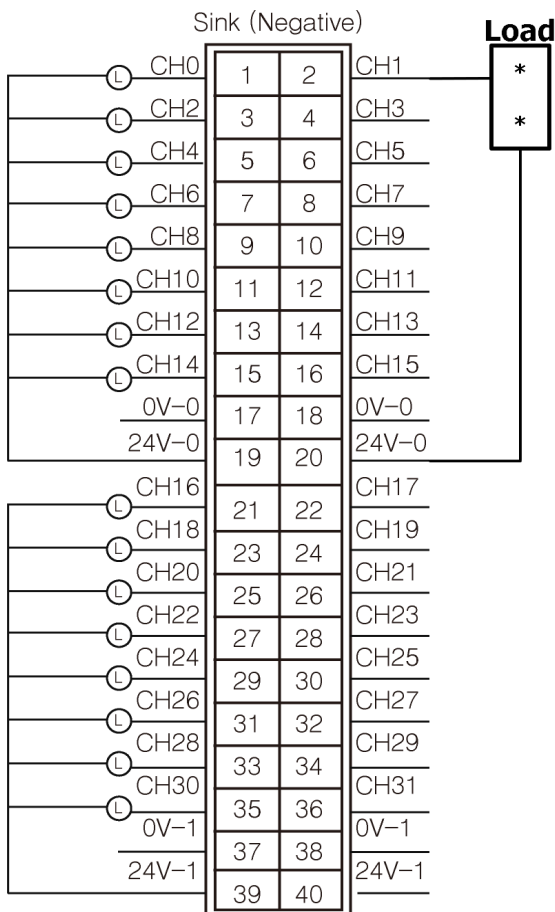 Sink (Negative)
Load
L CH0 1 2 CH1 *
L CH2 3 4 CH3 *
L CH4 5 6 CH5
L CH6 7 8 CH7
L CH8 9 10 CH9
L CH10 11 12 CH11
L CH12 13 14 CH13
L CH14 15 16 CH15
0V-0 17 18 0V-0
24V-0 19 20 24V-0
L CH16 21 22 CH17
L CH18 23 24 CH19
L CH20 25 26 CH21
L CH22 27 28 CH23
L CH24 29 30 CH25
L CH26 31 32 CH27
L CH28 33 34 CH29
L CH30 35 36 CH31
0V-1 37 38 0V-1
24V-1 39 40 24V-1